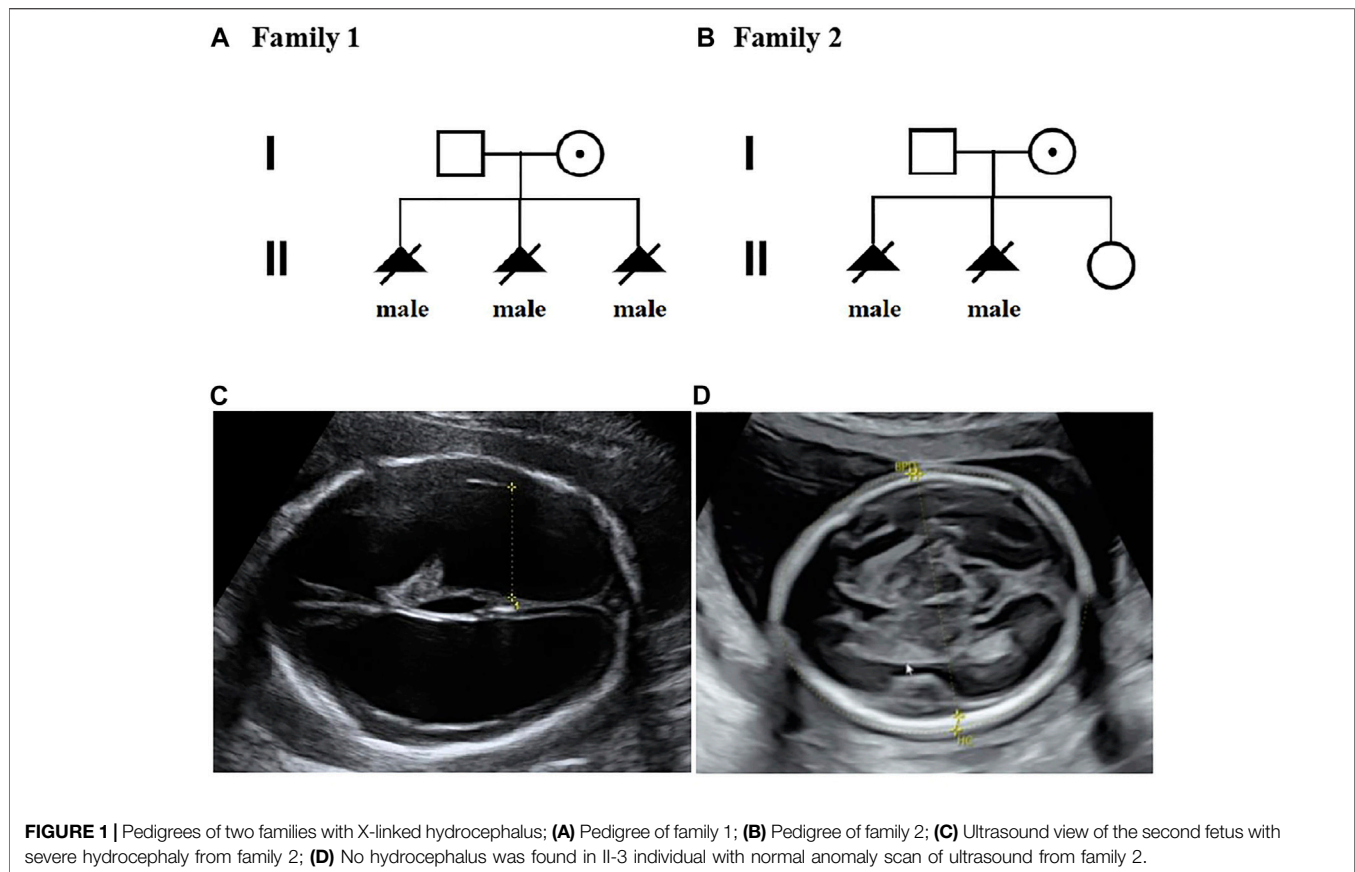 A Family 1
B Family 2
I
I
II
II
male
male
male
male
male
C
D
BPD
HC
FIGURE 1 | Pedigrees of two families with X-linked hydrocephalus; (A) Pedigree of family 1; (B) Pedigree of family 2; (C) Ultrasound view of the second fetus with
severe hydrocephaly from family 2; (D) No hydrocephalus was found in II-3 individual with normal anomaly scan of ultrasound from family 2.